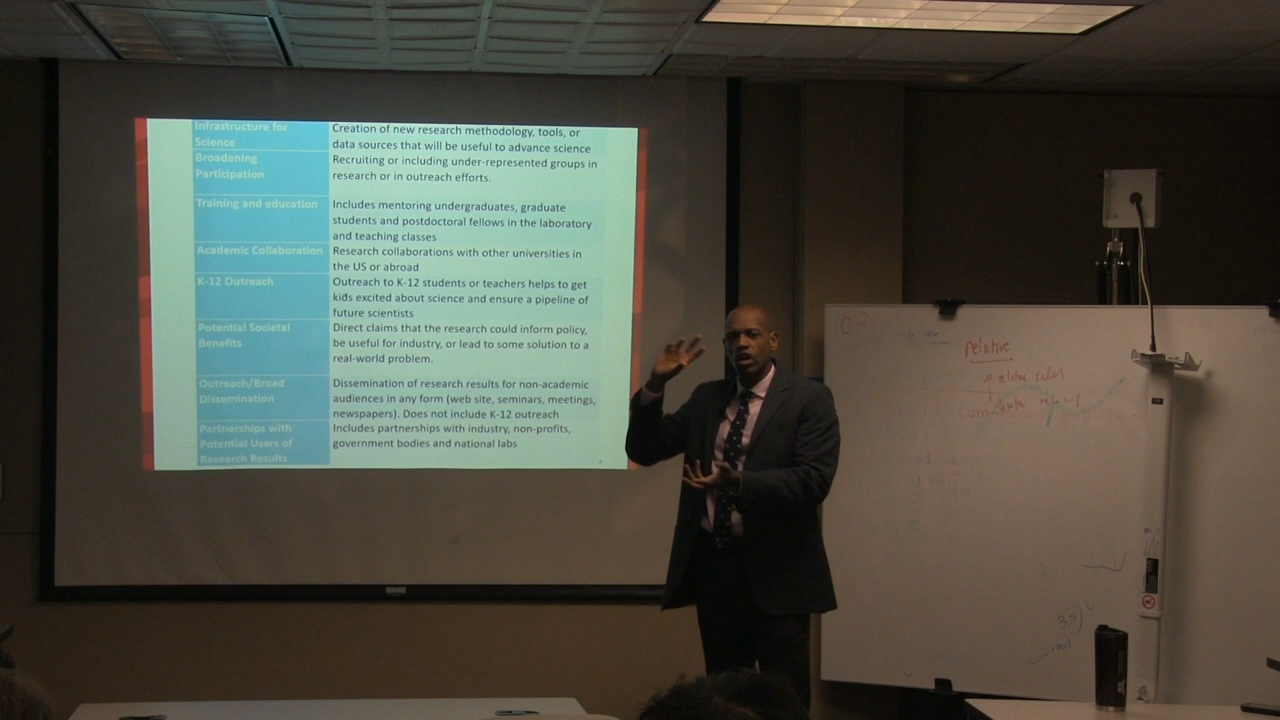 Infrastructure for
Science
Creation of new research methodology, tools, or
data sources that will be useful to advance science
Broadening
Participation
Recruiting or including under-represented groups in
research or in outreach efforts.
Training and education
Includes mentoring undergraduates, graduate
students and postdoctoral fellows in the laboratory
and teaching classes
Academic Collaboration
Research collaborations with other universities in
the US or abroad
K-12 Outreach
Outreach to K-12 students or teachers helps to get
kids excited about science and ensure a pipeline of
future scientists
Potential Societal
Benefits
Direct claims that the research could inform policy,
be useful for industry, or lead to some solution to a
real-world problem.
Outreach/Broad
Dissemination
Dissemination of research results for non-academic
audiences in any form (web site, seminars, meetings,
newspapers). Does not include K-12 outreach
Partnerships with
Potential Users of
Research Results
Includes partnerships with industry, non-profits,
government bodies and national labs
relative